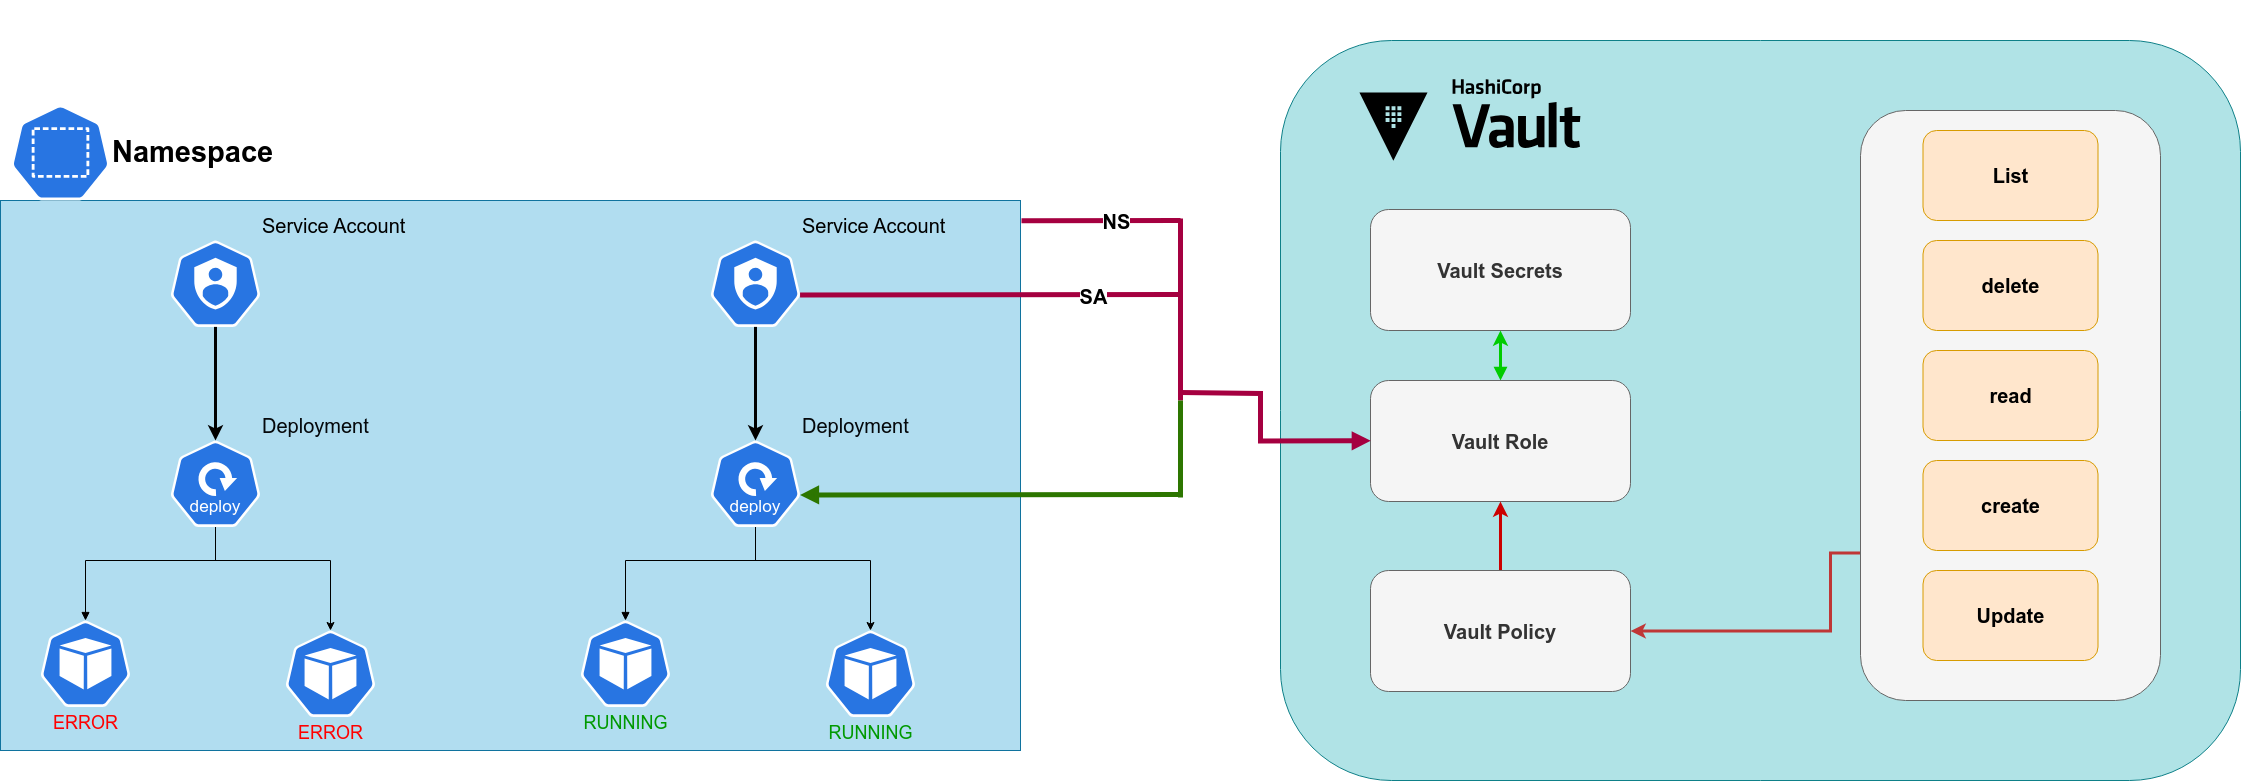 Namespace
Service Account
Service Account
Deployment
Deployment
deploy
deploy
ERROR
ERROR
RUNNING
RUNNING
NS
SA
HashiCorp
Vault
Vault Secrets
Vault Role
Vault Policy
List
delete
read
create
Update